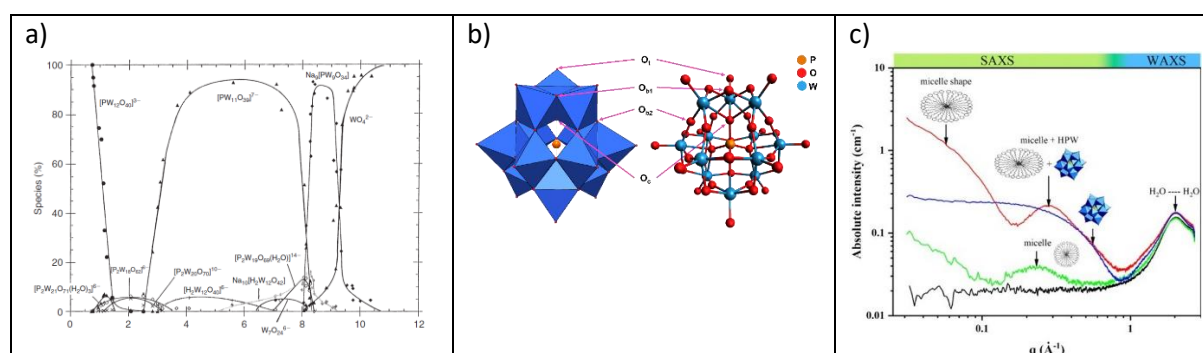 a)
Species (%)
100
80
60
40
20
0
[PW12O40]3−
[PW11O39]7−
Na9[PW9O34]
WO42−
[P2W18O62]6−
[P2W20O70]10−
[P2W19O69(H2O)]14−
[P2W21O71(H2O)3]6−
[H2W12O40]6−
Na10[H2W12O42]
W7O246−
0 2 4 6 8 10 12
b)
Ot
Ob1
Ob2
Oc
P
O
W
c)
SAXS WAXS
Absolute intensity (cm-1)
10
1
0.1
0.01
micelle shape
micelle + HPW
+
H2O ---- H2O
micelle
0.1 1
q (Å-1)